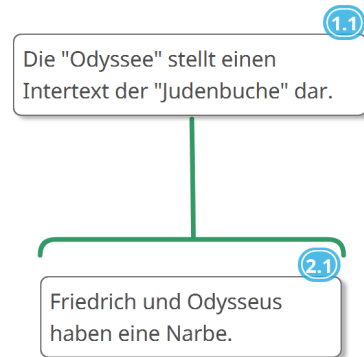 1.1
Die "Odyssee" stellt einen
Intertext der "Judenbuche" dar.
2.1
Friedrich und Odysseus
haben eine Narbe.